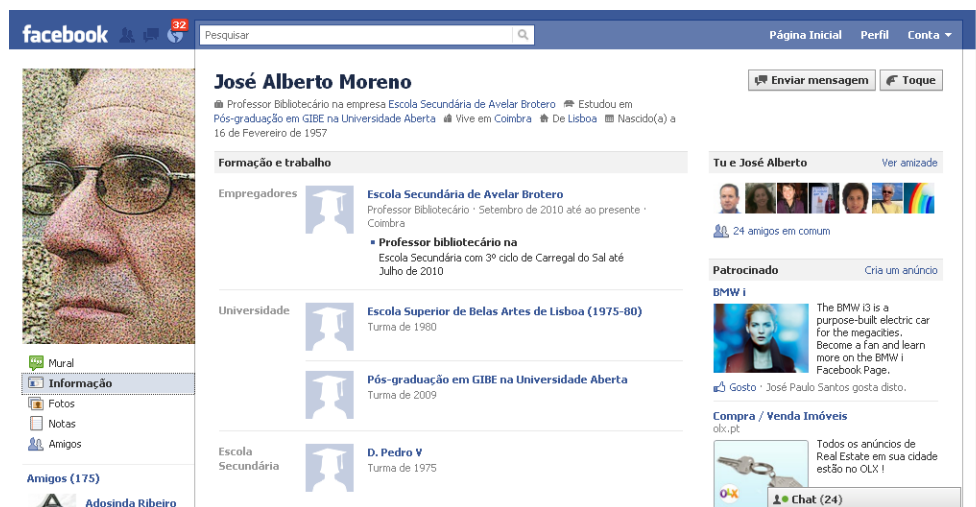 facebook
32
Pesquisar
Página Inicial Perfil Conta
José Alberto Moreno
Enviar mensagem
Toque
Professor Bibliotecário na empresa Escola Secundária de Avelar Brotero Estudou em
Pós-graduação em GIBE na Universidade Aberta Vive em Coimbra De Lisboa Nascido(a) a
16 de Fevereiro de 1957
Formação e trabalho
Empregadores
Escola Secundária de Avelar Brotero
Professor Bibliotecário · Setembro de 2010 até ao presente ·
Coimbra
Professor bibliotecário na
Escola Secundária com 3º ciclo de Carregal do Sal até
Julho de 2010
Universidade
Escola Superior de Belas Artes de Lisboa (1975-80)
Turma de 1980
Pós-graduação em GIBE na Universidade Aberta
Turma de 2009
Escola
Secundária
D. Pedro V
Turma de 1975
Mural
Informação
Fotos
Notas
Amigos
Amigos (175)
Adosinda Ribeiro
Tu e José Alberto
Ver amizade
24 amigos em comum
Patrocinado
Cria um anúncio
BMW i
The BMW i3 is a
purpose-built electric car
for the megacities.
Become a fan and learn
more on the BMW i
Facebook Page.
Gosto · José Paulo Santos gosta disto.
Compra / Venda Imóveis
olx.pt
Todos os anúncios de
Real Estate em sua cidade
estão no OLX !
OLX
Chat (24)